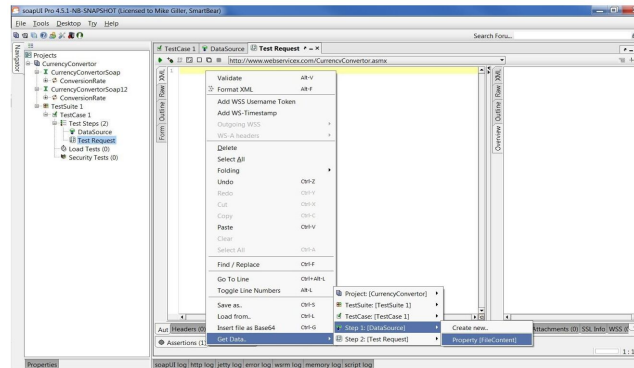 soapUI Pro 4.5.1-NB-SNAPSHOT (Licensed to Mike Giller, SmartBear)
File Tools Desktop Try Help
Search Foru...
Navigator
Projects
CurrencyConvertor
CurrencyConvertorSoap
ConversionRate
CurrencyConvertorSoap12
ConversionRate
TestSuite 1
TestCase 1
Test Steps (2)
DataSource
Test Request
Load Tests (0)
Security Tests (0)
Properties
TestCase 1 DataSource Test Request
http://www.webservicex.com/CurrencyConvertor.asmx
XML
Raw
Outline
Form
1
Validate Alt-V
Format XML Alt-F
Add WSS Username Token
Add WS-Timestamp
Outgoing WSS
WS-A headers
Delete
Select All
Folding
Undo Ctrl-Z
Redo Ctrl-Y
Cut Ctrl-X
Copy Ctrl-C
Paste Ctrl-V
Clear
Select All Ctrl-A
Find / Replace Ctrl-F
Go To Line Ctrl+Alt-L
Toggle Line Numbers Alt-L
Save as.. Ctrl-S
Load from.. Ctrl-L
Insert file as Base64 Ctrl-G
Get Data..
Project: [CurrencyConvertor]
TestSuite: [TestSuite 1]
TestCase: [TestCase 1]
Step 1: [DataSource]
Step 2: [Test Request]
Create new..
Property [FileContent]
XML
Raw
Outline
Overview
Aut Headers (0)
Attachments (0) SSL Info WSS (
Assertions (1)
1 : 1
soapUI log http log jetty log error log wsrm log memory log script log